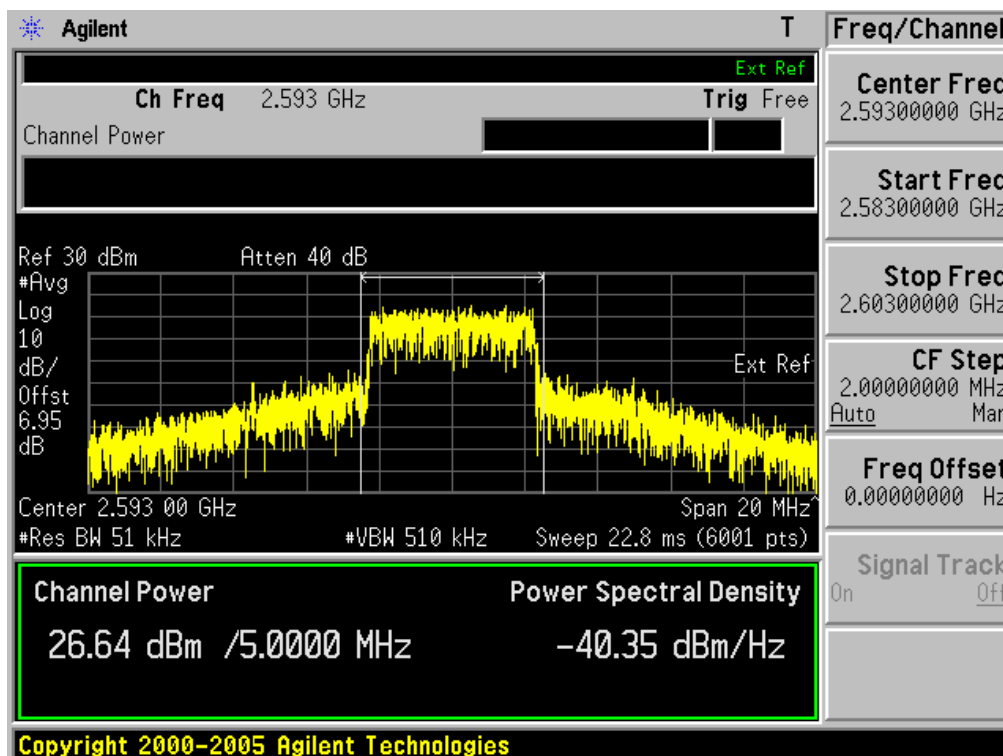 Agilent T Freq/Channel
Ext Ref
Ch Freq 2.593 GHz Trig Free
Channel Power
Center Freq
2.59300000 GHz
Start Freq
2.58300000 GHz
Stop Freq
2.60300000 GHz
CF Step
2.00000000 MHz
Auto Man
Freq Offset
0.00000000 Hz
Signal Track
On Off
Ref 30 dBm Atten 40 dB
#Avg
Log
10
dB/
Offst
6.95
dB
Ext Ref
Center 2.593 00 GHz Span 20 MHz^
#Res BW 51 kHz #VBW 510 kHz Sweep 22.8 ms (6001 pts)
Channel Power Power Spectral Density
26.64 dBm /5.0000 MHz -40.35 dBm/Hz
Copyright 2000-2005 Agilent Technologies